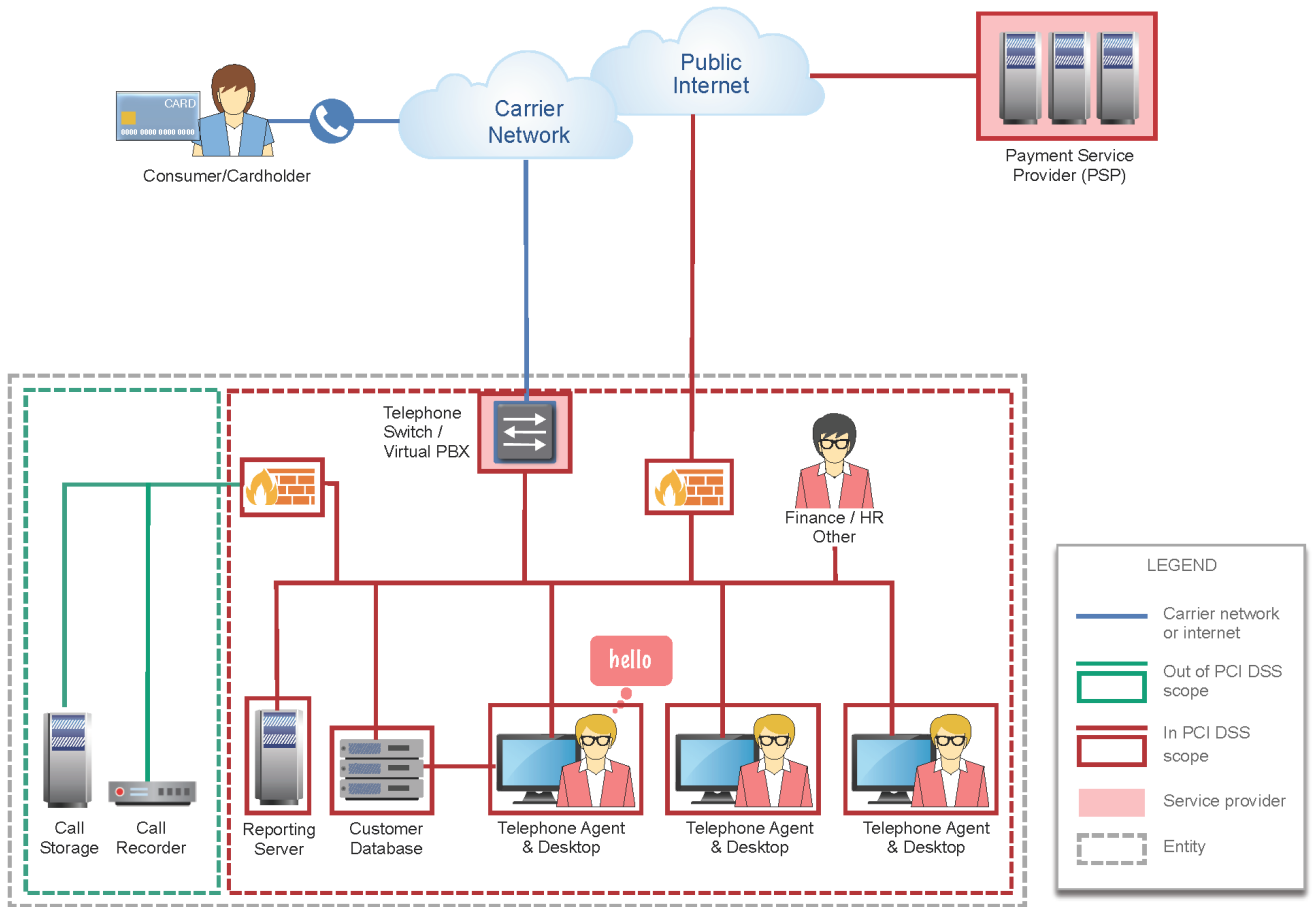 Public
Internet
CARD
0000 0000 0000 0000
Carrier
Network
Consumer/Cardholder
Payment Service
Provider (PSP)
Telephone
Switch /
Virtual PBX
Finance / HR
Other
hello
Call
Storage
Call
Recorder
Reporting
Server
Customer
Database
Telephone Agent
& Desktop
Telephone Agent
& Desktop
Telephone Agent
& Desktop
LEGEND
Carrier network
or internet
Out of PCI DSS
scope
In PCI DSS
scope
Service provider
Entity